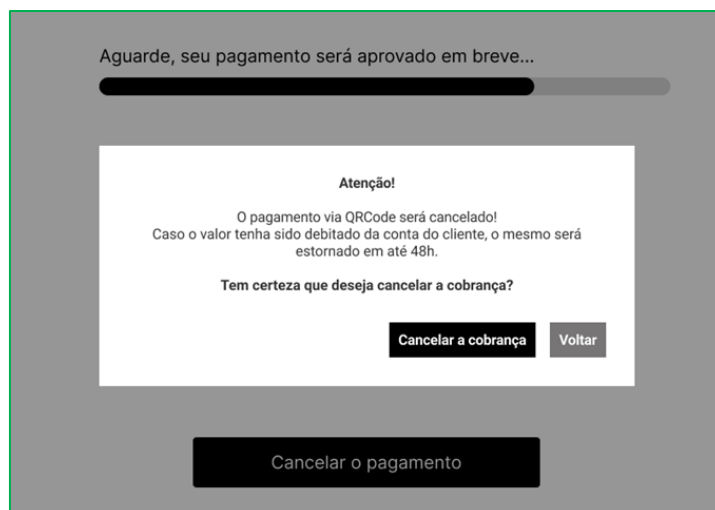 Aguarde, seu pagamento será aprovado em breve...
Atenção!
O pagamento via QRCode será cancelado!
Caso o valor tenha sido debitado da conta do cliente, o mesmo será
estornado em até 48h.
Tem certeza que deseja cancelar a cobrança?
Cancelar a cobrança
Voltar
Cancelar o pagamento